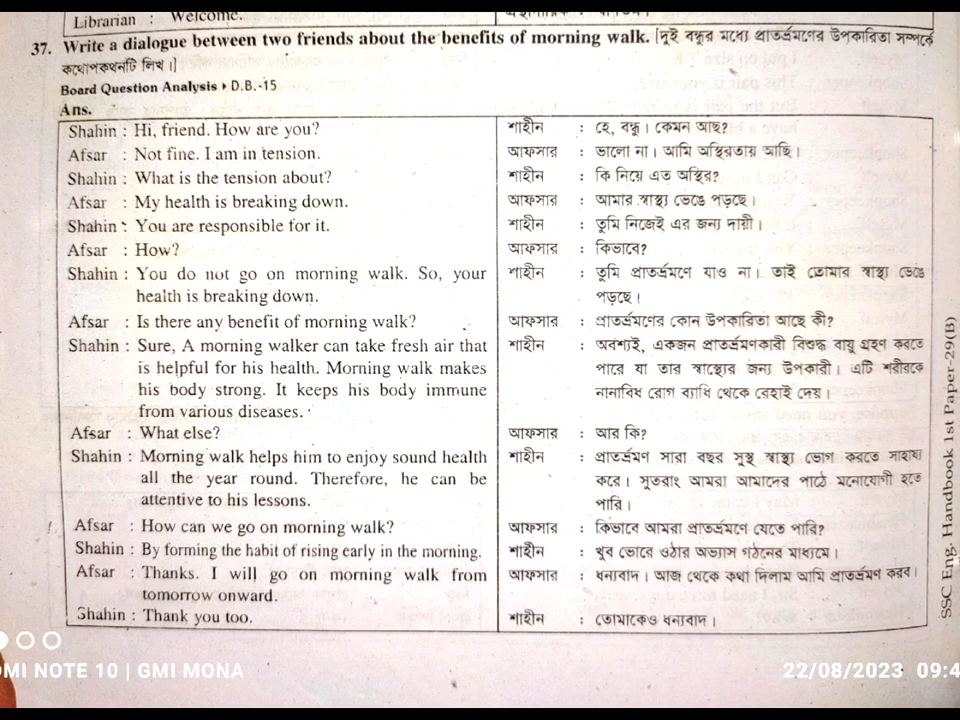 Librarian : Welcome.
37. Write a dialogue between two friends about the benefits of morning walk. [দুই বন্ধুর মধ্যে প্রাতর্ভ্রমণের উপকারিতা সম্পর্কে
কথোপকথনটি লিখ।]
Board Question Analysis ▸ D.B.-15
Ans.
Shahin : Hi, friend. How are you?
Afsar : Not fine. I am in tension.
Shahin : What is the tension about?
Afsar : My health is breaking down.
Shahin : You are responsible for it.
Afsar : How?
Shahin : You do not go on morning walk. So, your
health is breaking down.
Afsar : Is there any benefit of morning walk?
Shahin : Sure, A morning walker can take fresh air that
is helpful for his health. Morning walk makes
his body strong. It keeps his body immune
from various diseases.
Afsar : What else?
Shahin : Morning walk helps him to enjoy sound health
all the year round. Therefore, he can be
attentive to his lessons.
Afsar : How can we go on morning walk?
Shahin : By forming the habit of rising early in the morning.
Afsar : Thanks. I will go on morning walk from
tomorrow onward.
Shahin : Thank you too.
শাহীন : হে, বন্ধু। কেমন আছ?
আফসার : ভালো না। আমি অস্থিরতায় আছি।
শাহীন : কি নিয়ে এত অস্থির?
আফসার : আমার স্বাস্থ্য ভেঙে পড়ছে।
শাহীন : তুমি নিজেই এর জন্য দায়ী।
আফসার : কিভাবে?
শাহীন : তুমি প্রাতর্ভ্রমণে যাও না। তাই তোমার স্বাস্থ্য ভেঙে
পড়ছে।
আফসার : প্রাতর্ভ্রমণের কোন উপকারিতা আছে কী?
শাহীন : অবশ্যই, একজন প্রাতর্ভ্রমণকারী বিশুদ্ধ বায়ু গ্রহণ করতে
পারে যা তার স্বাস্থ্যের জন্য উপকারী। এটি শরীরকে
নানাবিধ রোগ ব্যাধি থেকে রেহাই দেয়।
আফসার : আর কি?
শাহীন : প্রাতর্ভ্রমণ সারা বছর সুস্থ স্বাস্থ্য ভোগ করতে সাহায্য
করে। সুতরাং আমরা আমাদের পাঠে মনোযোগী হতে
পারি।
আফসার : কিভাবে আমরা প্রাতর্ভ্রমণে যেতে পারি?
শাহীন : খুব ভোরে ওঠার অভ্যাস গঠনের মাধ্যমে।
আফসার : ধন্যবাদ। আজ থেকে কথা দিলাম আমি প্রাতর্ভ্রমণ করব।
শাহীন : তোমাকেও ধন্যবাদ।
SSC Eng. Handbook 1st Paper-29(B)
DMI NOTE 10 | GMI MONA
22/08/2023 09:4